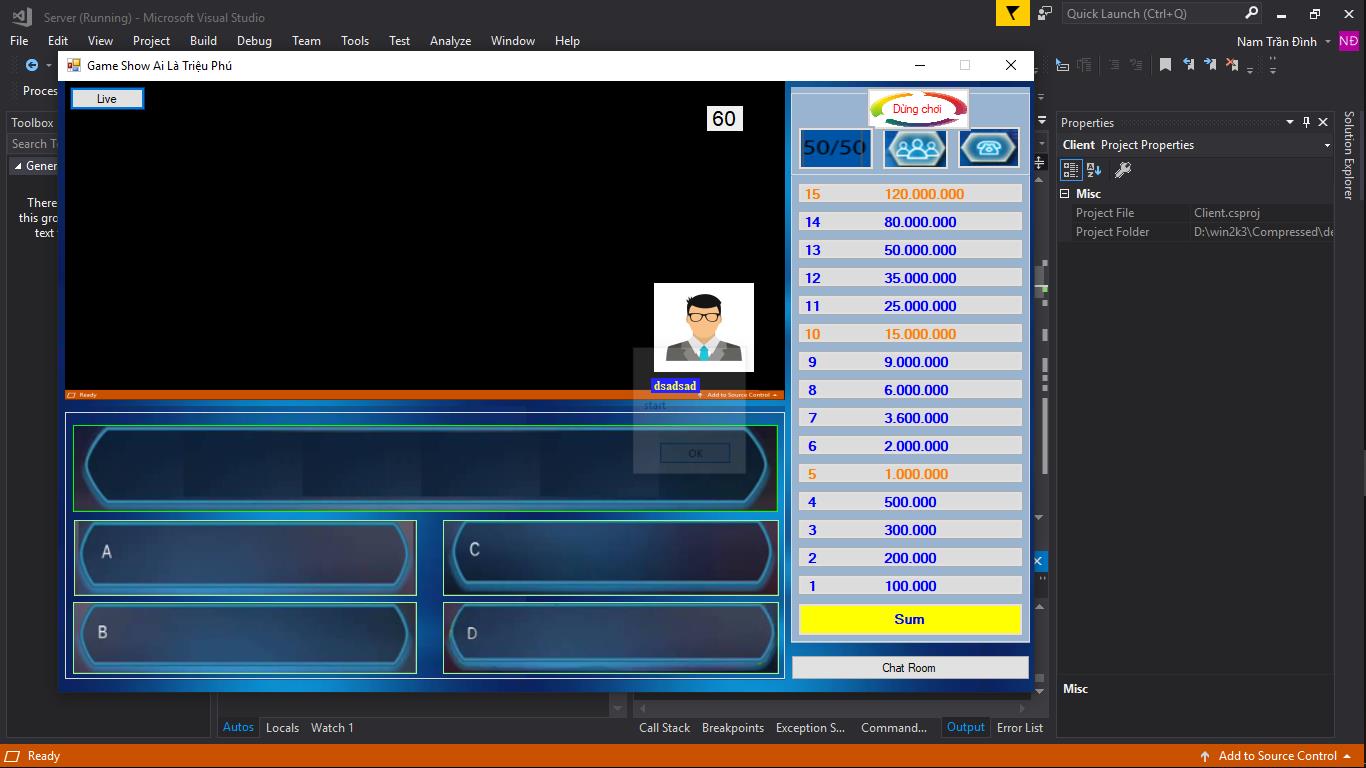 Server (Running) - Microsoft Visual Studio
Quick Launch (Ctrl+Q)
File Edit View Project Build Debug Team Tools Test Analyze Window Help
Nam Trần Đình
NĐ
Game Show Ai Là Triệu Phú
Proces
Toolbox
Search T
Gener
There
this gro
text
Live
60
dsadsad
Ready
Add to Source Control
start
OK
A
C
B
D
Dừng chơi
50/50
15 120.000.000
14 80.000.000
13 50.000.000
12 35.000.000
11 25.000.000
10 15.000.000
9 9.000.000
8 6.000.000
7 3.600.000
6 2.000.000
5 1.000.000
4 500.000
3 300.000
2 200.000
1 100.000
Sum
Chat Room
Properties
Client Project Properties
Misc
Project File Client.csproj
Project Folder D:\win2k3\Compressed\de
Misc
Solution Explorer
Autos Locals Watch 1
Call Stack Breakpoints Exception S... Command... Output Error List
Ready
Add to Source Control